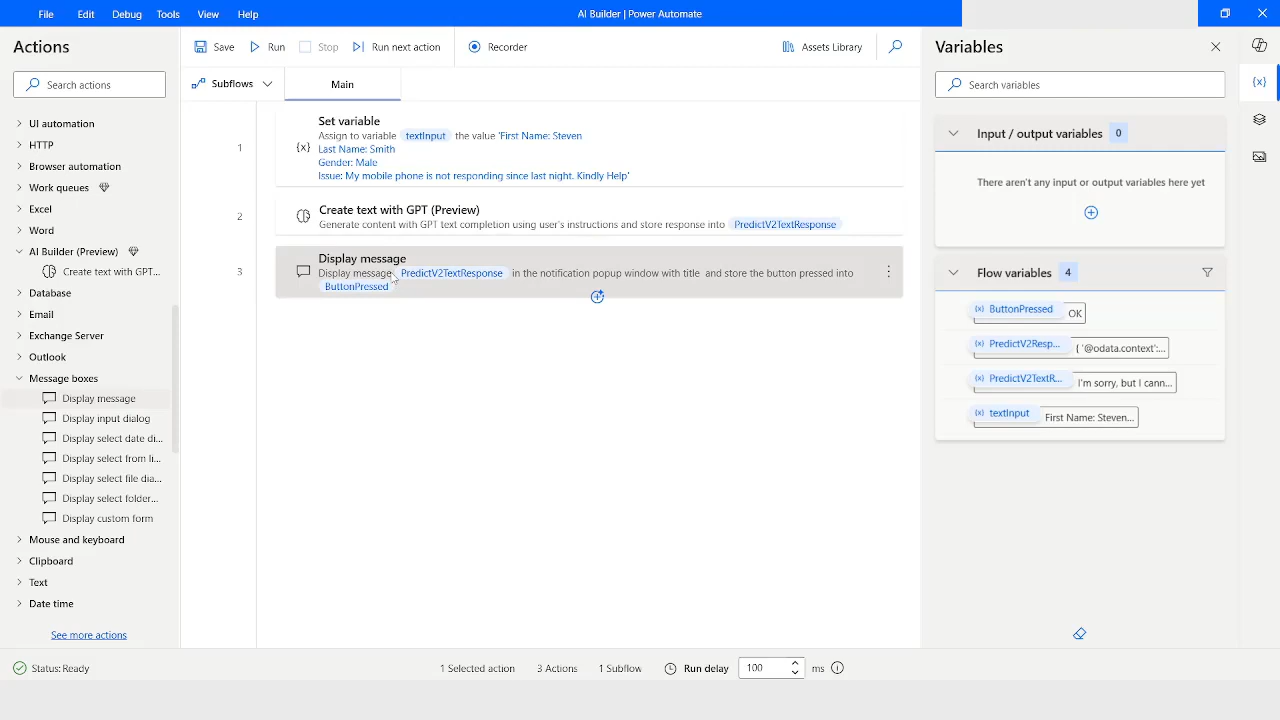 File Edit Debug Tools View Help
AI Builder | Power Automate
Actions
Search actions
UI automation
HTTP
Browser automation
Work queues
Excel
Word
AI Builder (Preview)
Create text with GPT...
Database
Email
Exchange Server
Outlook
Message boxes
Display message
Display input dialog
Display select date di...
Display select from li...
Display select file dia...
Display select folder...
Display custom form
Mouse and keyboard
Clipboard
Text
Date time
See more actions
Save Run Stop Run next action Recorder Assets Library
Subflows Main
1
Set variable
Assign to variable textInput the value 'First Name: Steven
Last Name: Smith
Gender: Male
Issue: My mobile phone is not responding since last night. Kindly Help'
2
Create text with GPT (Preview)
Generate content with GPT text completion using user's instructions and store response into PredictV2TextResponse
3
Display message
Display message PredictV2TextResponse in the notification popup window with title and store the button pressed into
ButtonPressed
Variables
{x}
Search variables
Input / output variables 0
There aren't any input or output variables here yet
Flow variables 4
(x) ButtonPressed OK
(x) PredictV2Resp... { '@odata.context':...
(x) PredictV2TextR... I'm sorry, but I cann...
(x) textInput First Name: Steven...
Status: Ready 1 Selected action 3 Actions 1 Subflow Run delay 100 ms